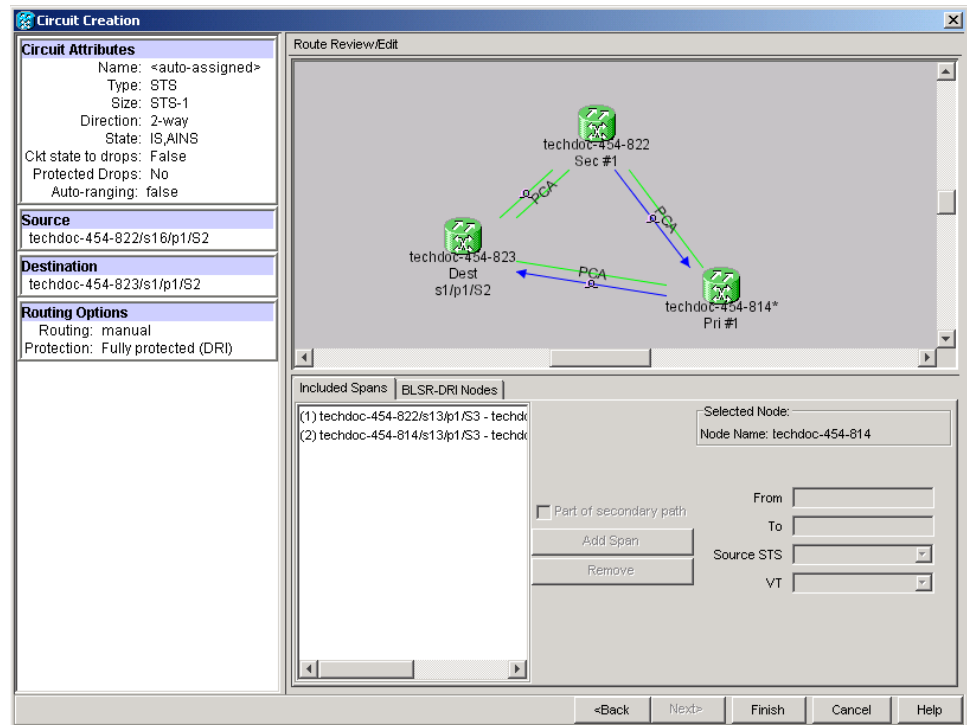 Circuit Creation
Circuit Attributes
Name: <auto-assigned>
Type: STS
Size: STS-1
Direction: 2-way
State: IS,AINS
Ckt state to drops: False
Protected Drops: No
Auto-ranging: false
Source
techdoc-454-822/s16/p1/S2
Destination
techdoc-454-823/s1/p1/S2
Routing Options
Routing: manual
Protection: Fully protected (DRI)
Route Review/Edit
techdoc-454-822
Sec #1
PCA
PCA
techdoc-454-823
Dest
s1/p1/S2
PCA
techdoc-454-814*
Pri #1
Included Spans
BLSR-DRI Nodes
(1) techdoc-454-822/s13/p1/S3 - techdo
(2) techdoc-454-814/s13/p1/S3 - techdo
Part of secondary path
Add Span
Remove
Selected Node:
Node Name: techdoc-454-814
From
To
Source STS
VT
<Back
Next>
Finish
Cancel
Help